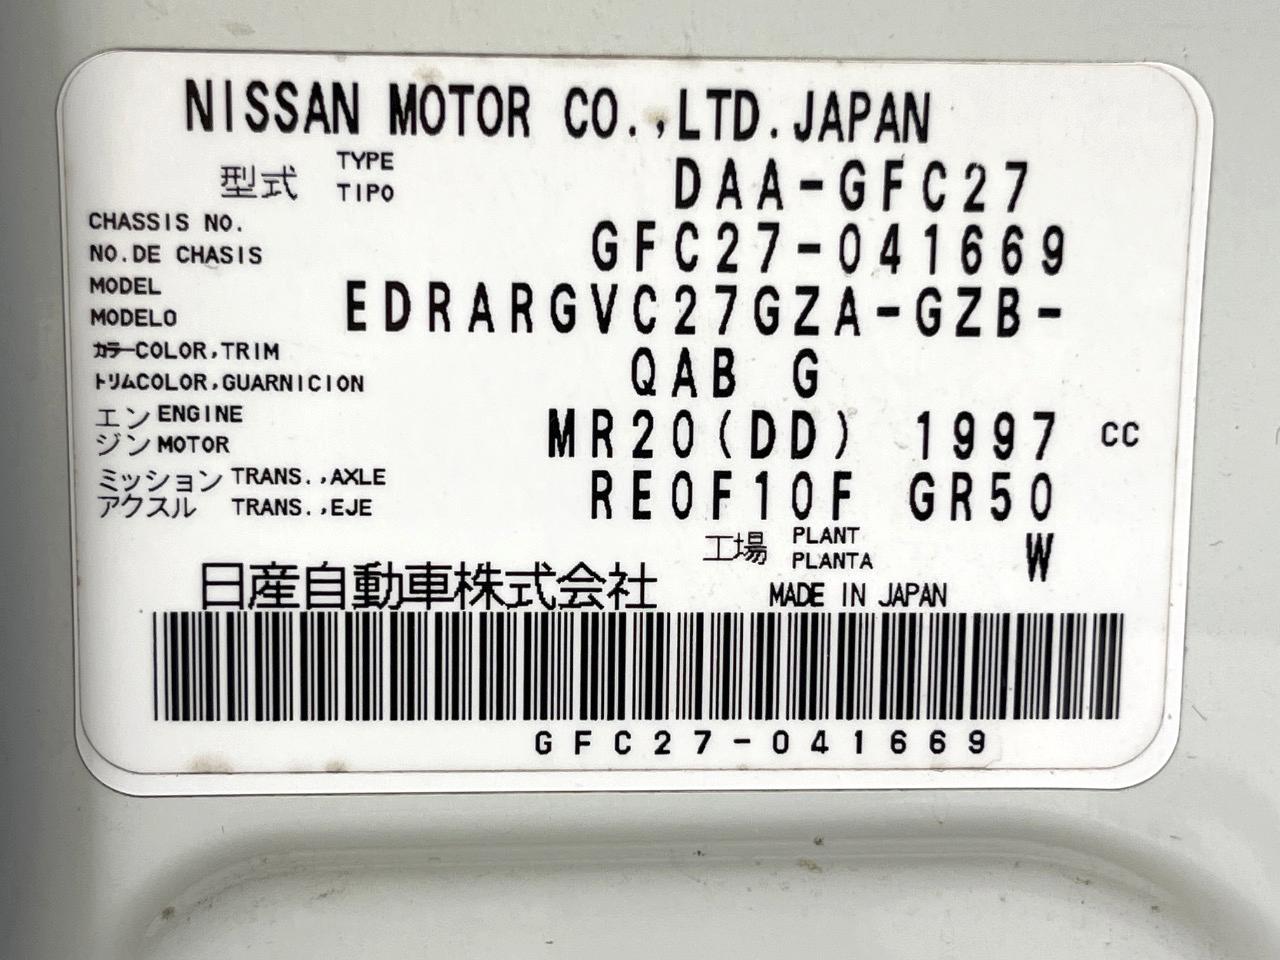 NISSAN MOTOR CO.,LTD.JAPAN
型式 TYPE TIPO DAA-GFC27
CHASSIS NO.
NO.DE CHASIS GFC27-041669
MODEL
MODELO EDRARGVC27GZA-GZB-
カラーCOLOR,TRIM
トリムCOLOR,GUARNICION QAB G
エン ENGINE
ジン MOTOR MR20(DD) 1997 CC
ミッション TRANS.,AXLE
アクスル TRANS.,EJE RE0F10F GR50
工場 PLANT PLANTA W
日産自動車株式会社 MADE IN JAPAN
GFC27-041669